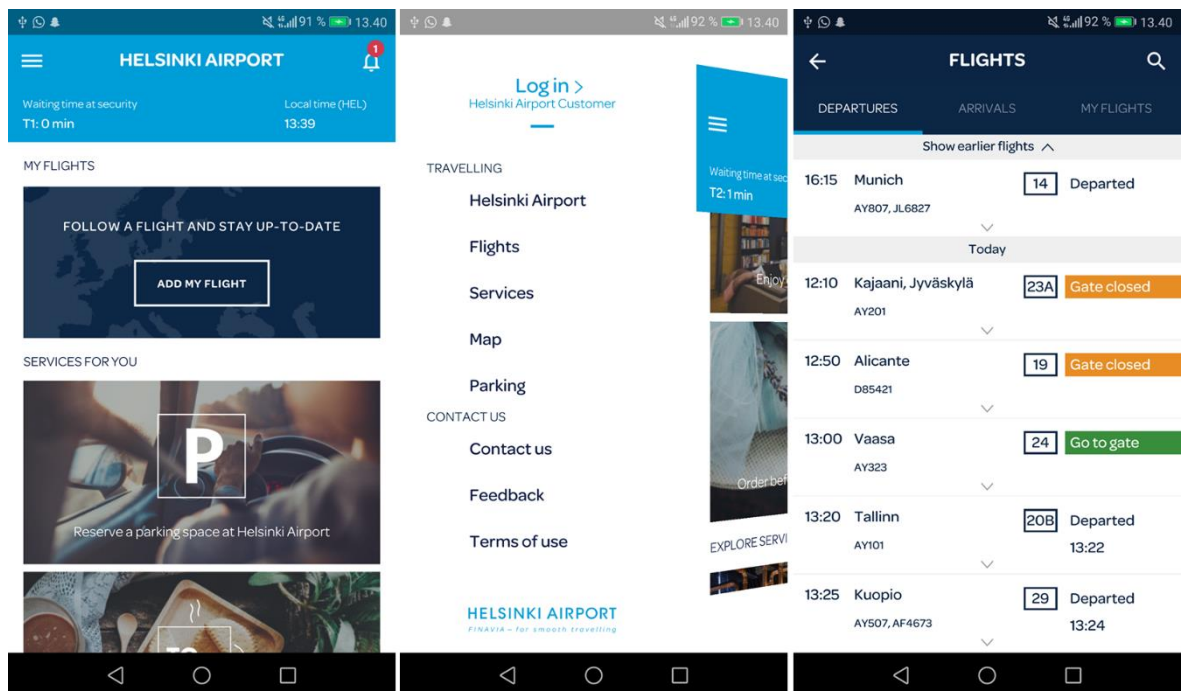 91 % 13.40
HELSINKI AIRPORT
1
Waiting time at security Local time (HEL)
T1: 0 min 13:39
MY FLIGHTS
FOLLOW A FLIGHT AND STAY UP-TO-DATE
ADD MY FLIGHT
SERVICES FOR YOU
P
Reserve a parking space at Helsinki Airport
92 % 13.40
Log in >
Helsinki Airport Customer
TRAVELLING
Helsinki Airport
Flights
Services
Map
Parking
CONTACT US
Contact us
Feedback
Terms of use
HELSINKI AIRPORT
FINAVIA – for smooth travelling
Waiting time at sec
T2: 1 min
Enjoy
Order bef
EXPLORE SERVI
92 % 13.40
FLIGHTS
DEPARTURES ARRIVALS MY FLIGHTS
Show earlier flights
16:15 Munich 14 Departed
AY807, JL6827
Today
12:10 Kajaani, Jyväskylä 23A Gate closed
AY201
12:50 Alicante 19 Gate closed
D85421
13:00 Vaasa 24 Go to gate
AY323
13:20 Tallinn 20B Departed
AY101 13:22
13:25 Kuopio 29 Departed
AY507, AF4673 13:24